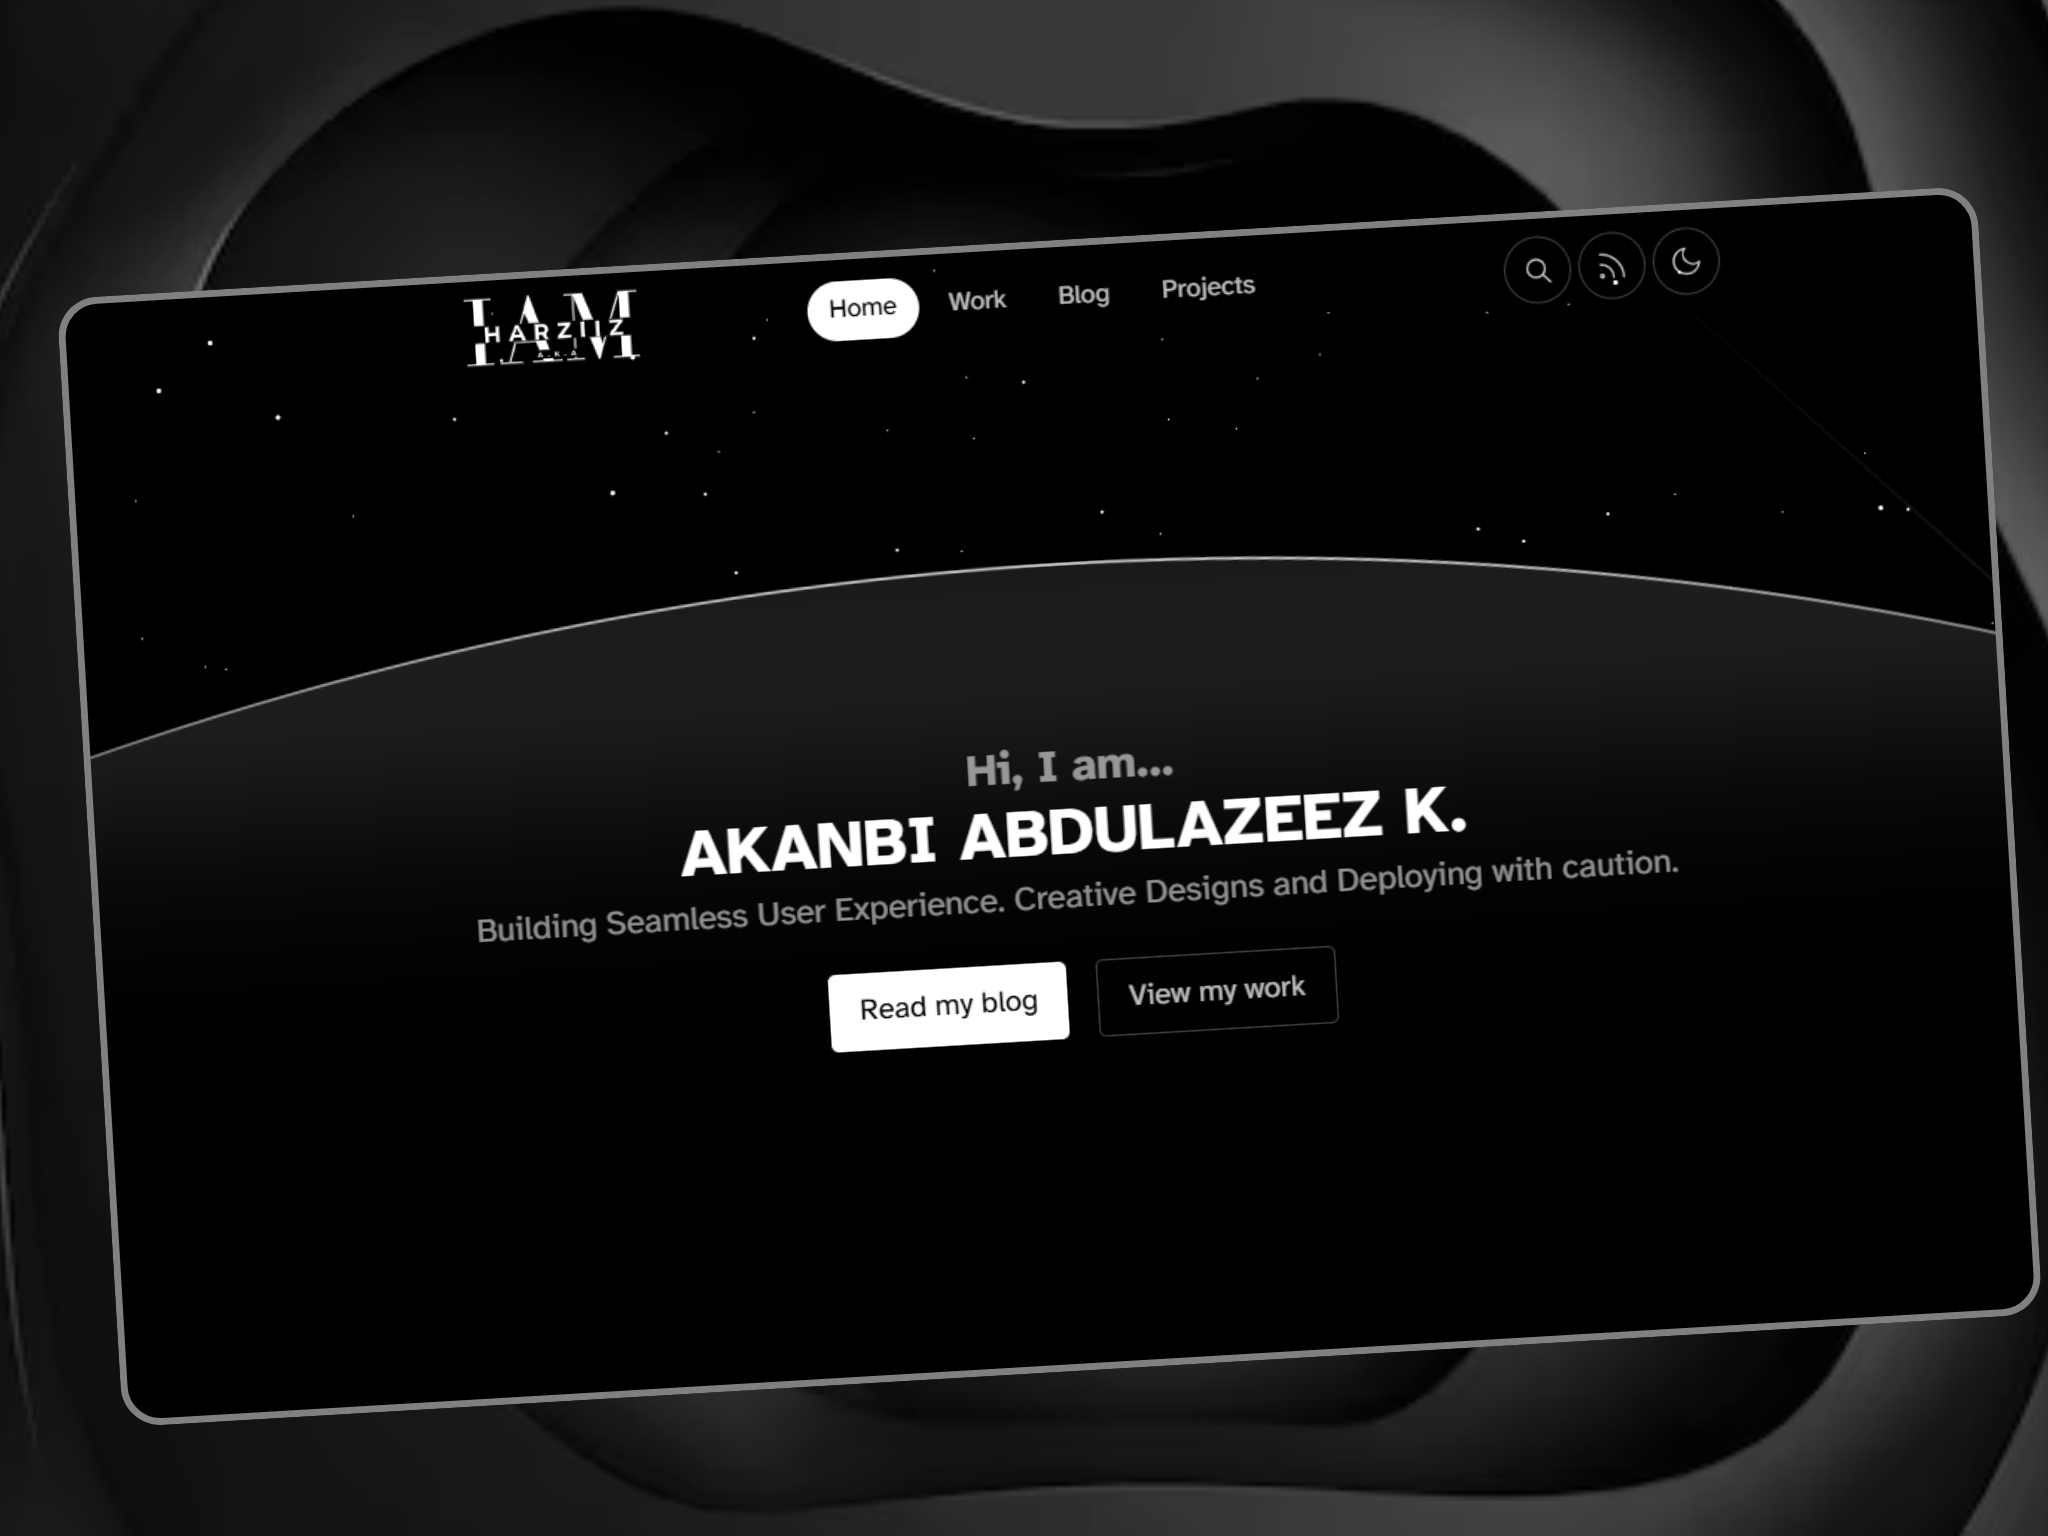 I AM
HARZIIZ
A.K.A
Home Work Blog Projects
Hi, I am...
AKANBI ABDULAZEEZ K.
Building Seamless User Experience. Creative Designs and Deploying with caution.
Read my blog View my work